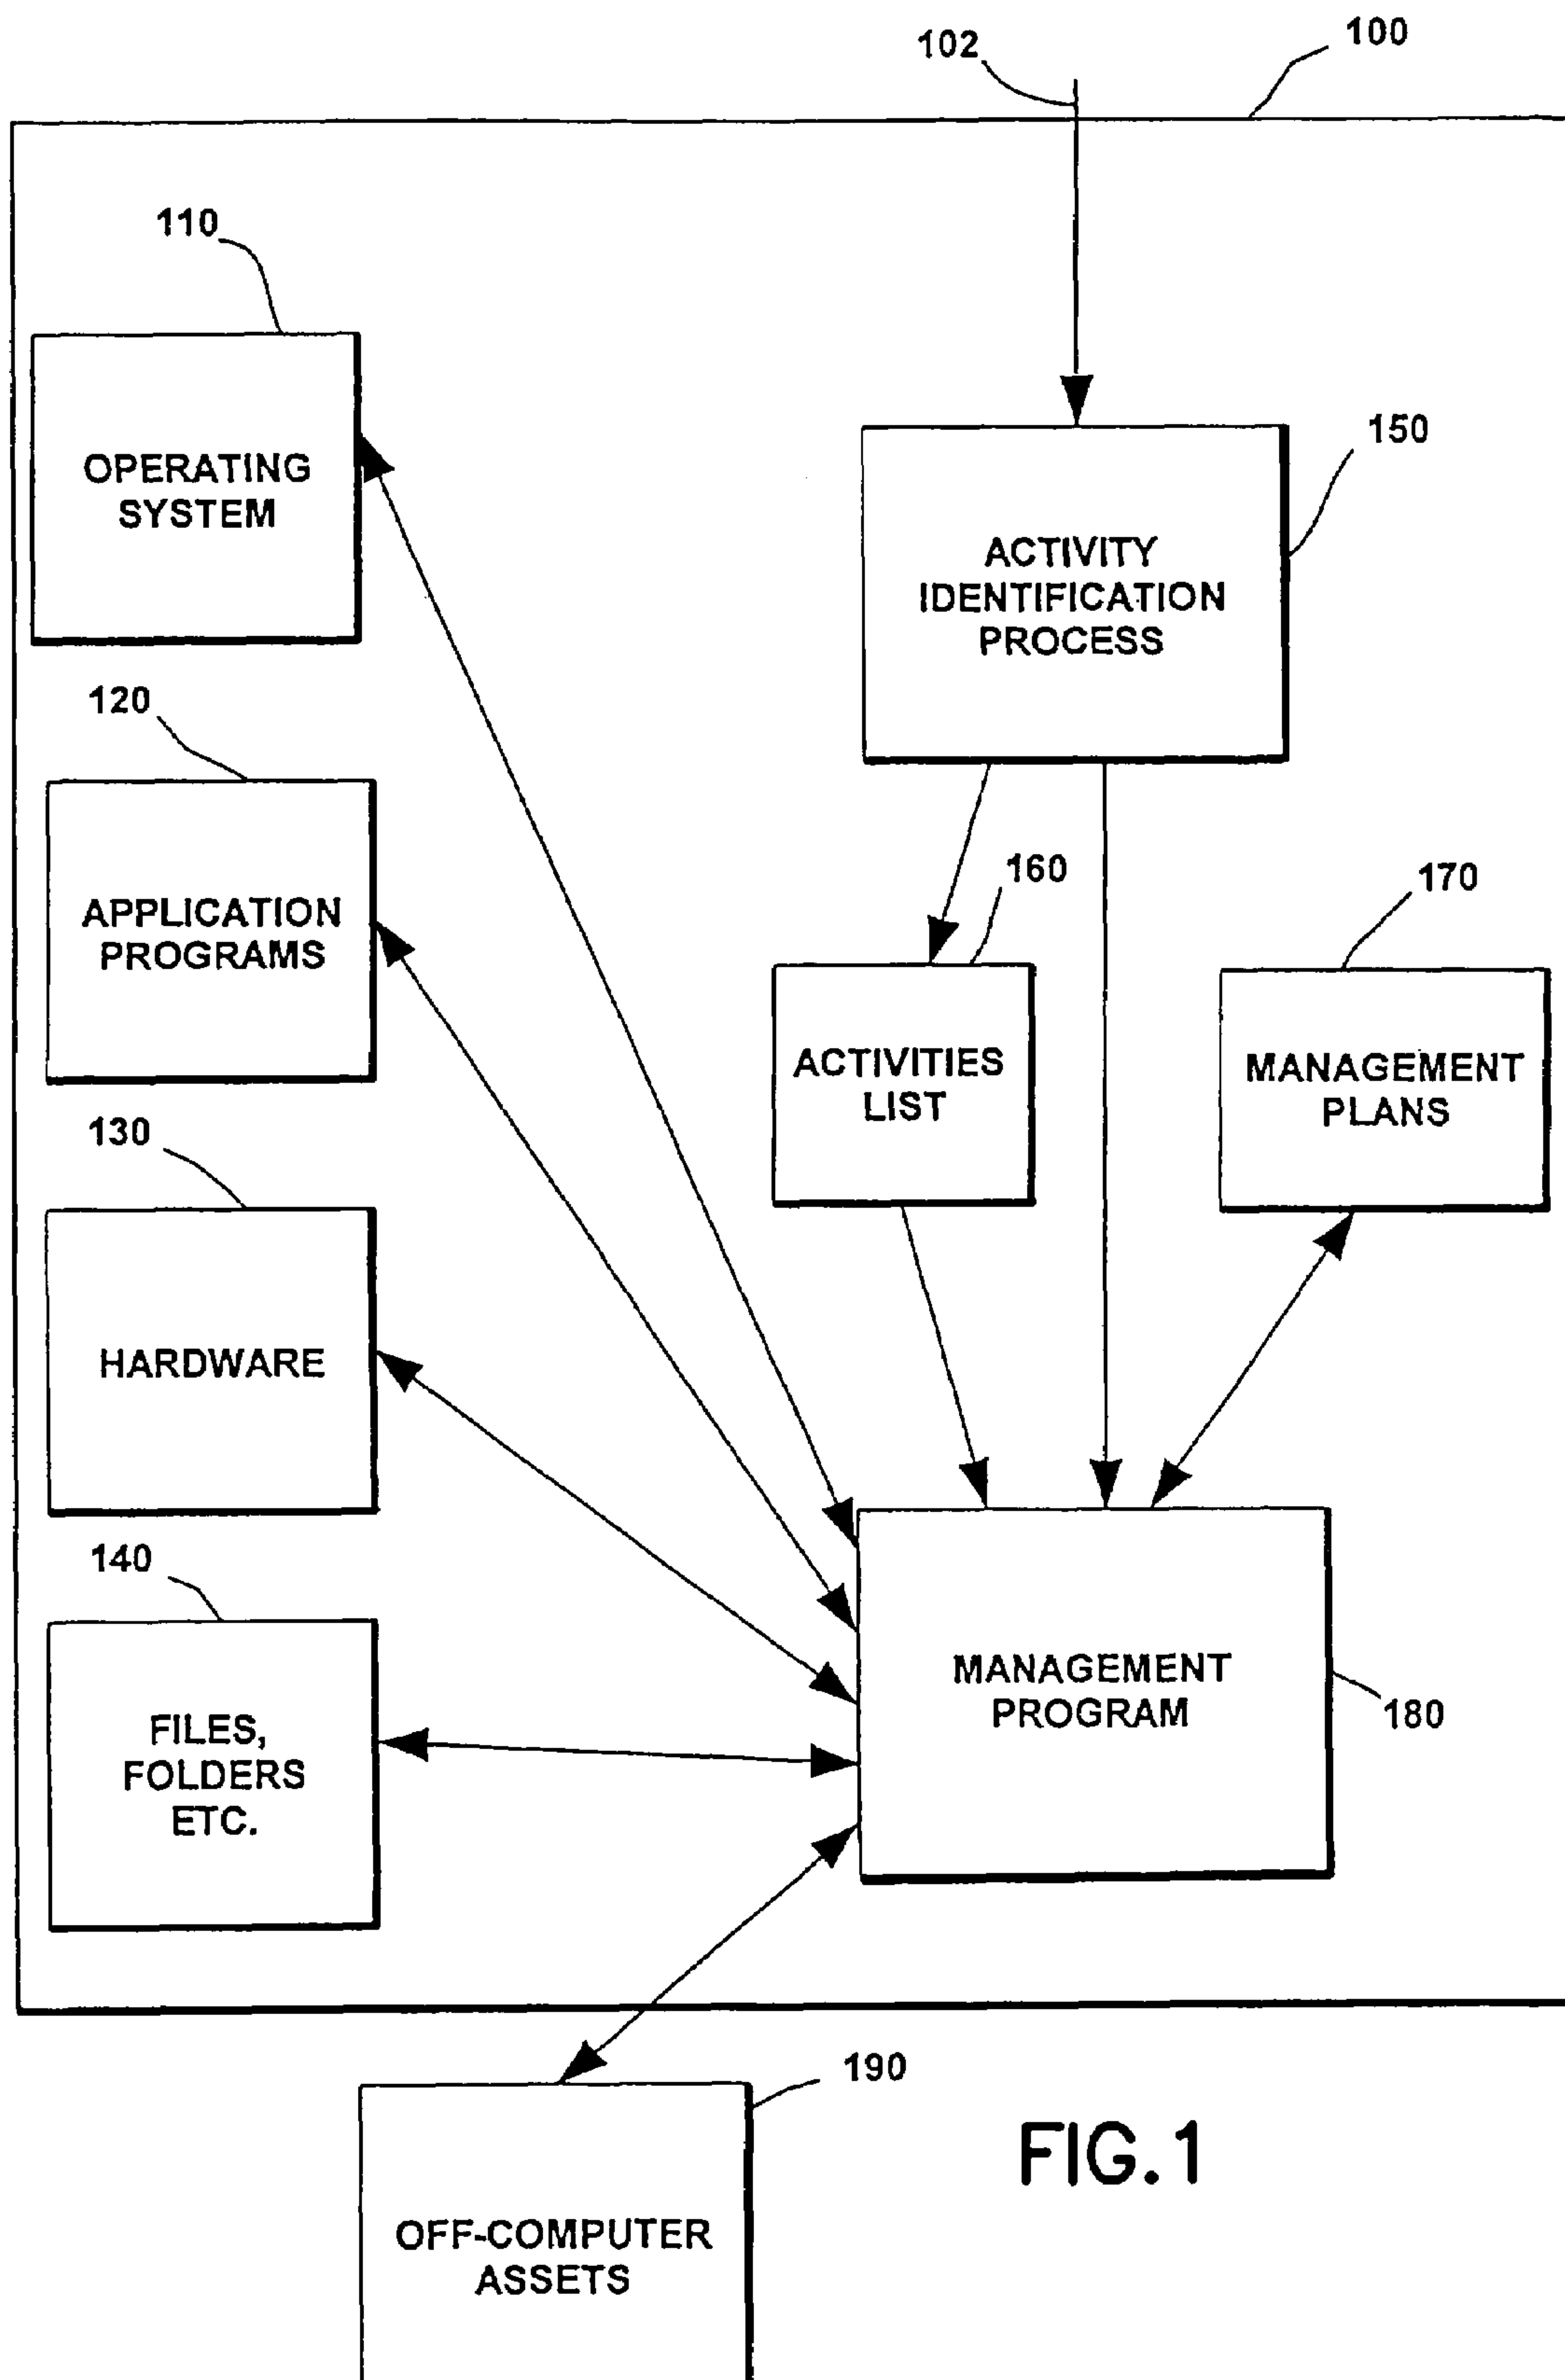 102
100
110
OPERATING
SYSTEM
150
ACTIVITY
IDENTIFICATION
PROCESS
120
APPLICATION
PROGRAMS
160
ACTIVITIES
LIST
170
MANAGEMENT
PLANS
130
HARDWARE
140
FILES,
FOLDERS
ETC.
MANAGEMENT
PROGRAM
180
190
OFF-COMPUTER
ASSETS
FIG.1